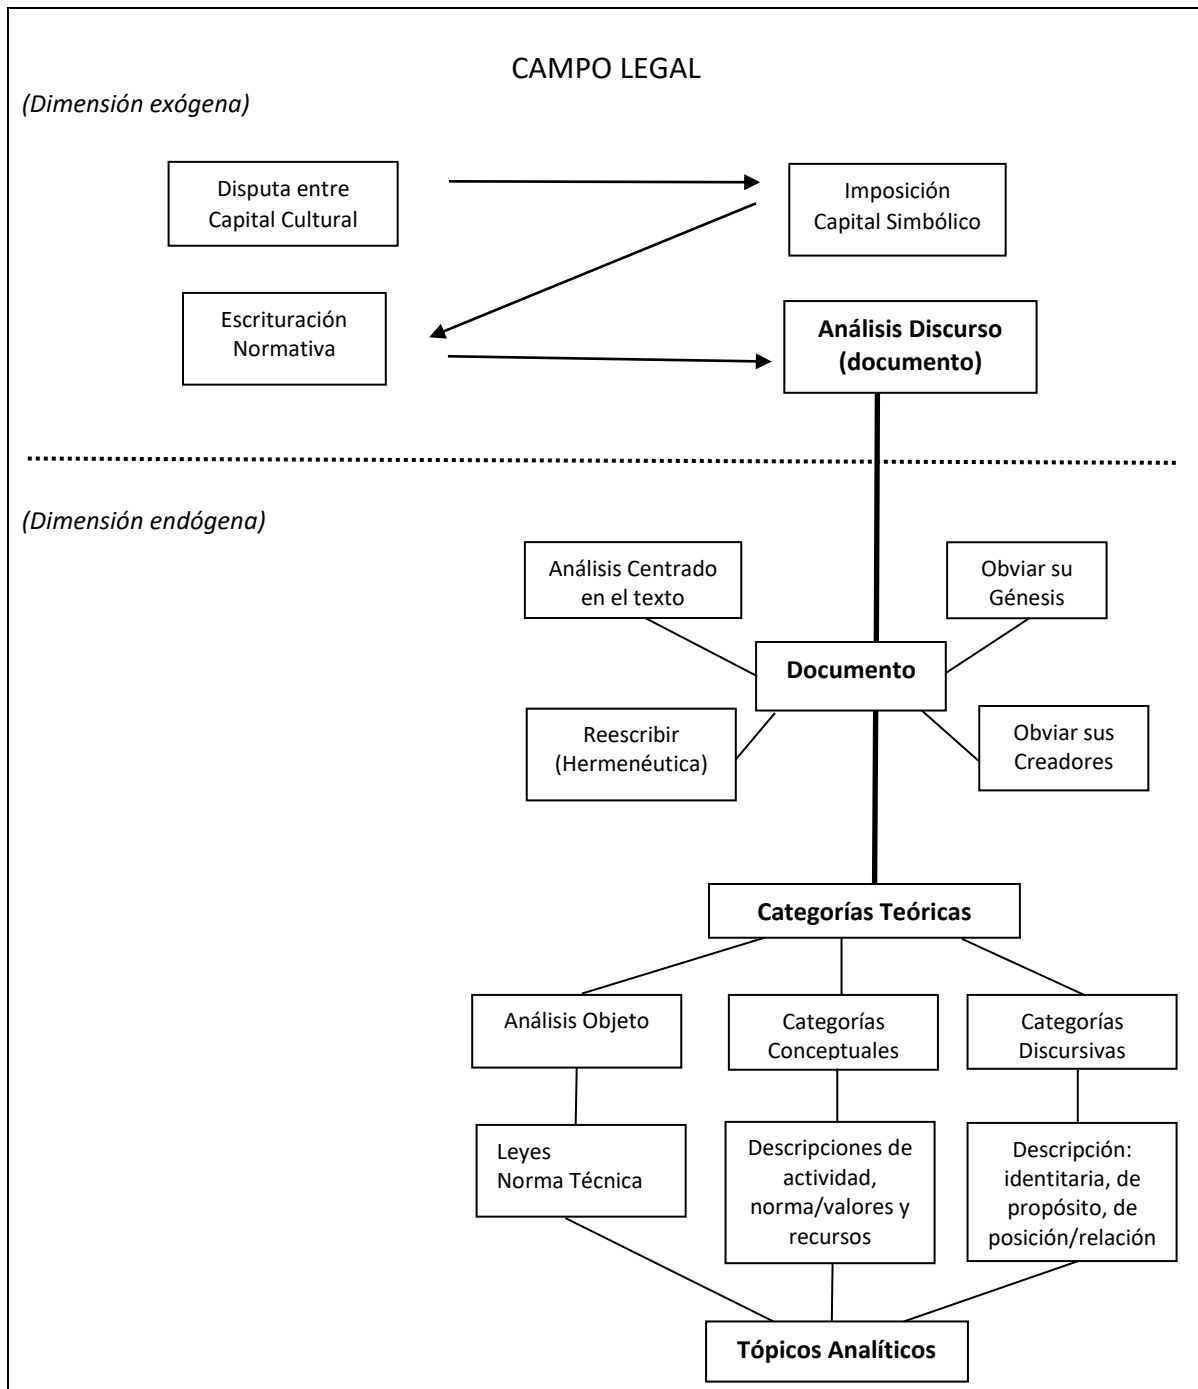 CAMPO LEGAL
(Dimensión exógena)
Disputa entre
Capital Cultural
Imposición
Capital Simbólico
Escrituración
Normativa
Análisis Discurso
(documento)
(Dimensión endógena)
Análisis Centrado
en el texto
Obviar su
Génesis
Documento
Reescribir
(Hermenéutica)
Obviar sus
Creadores
Categorías Teóricas
Análisis Objeto
Categorías
Conceptuales
Categorías
Discursivas
Leyes
Norma Técnica
Descripciones de
actividad,
norma/valores y
recursos
Descripción:
identitaria, de
propósito, de
posición/relación
Tópicos Analíticos